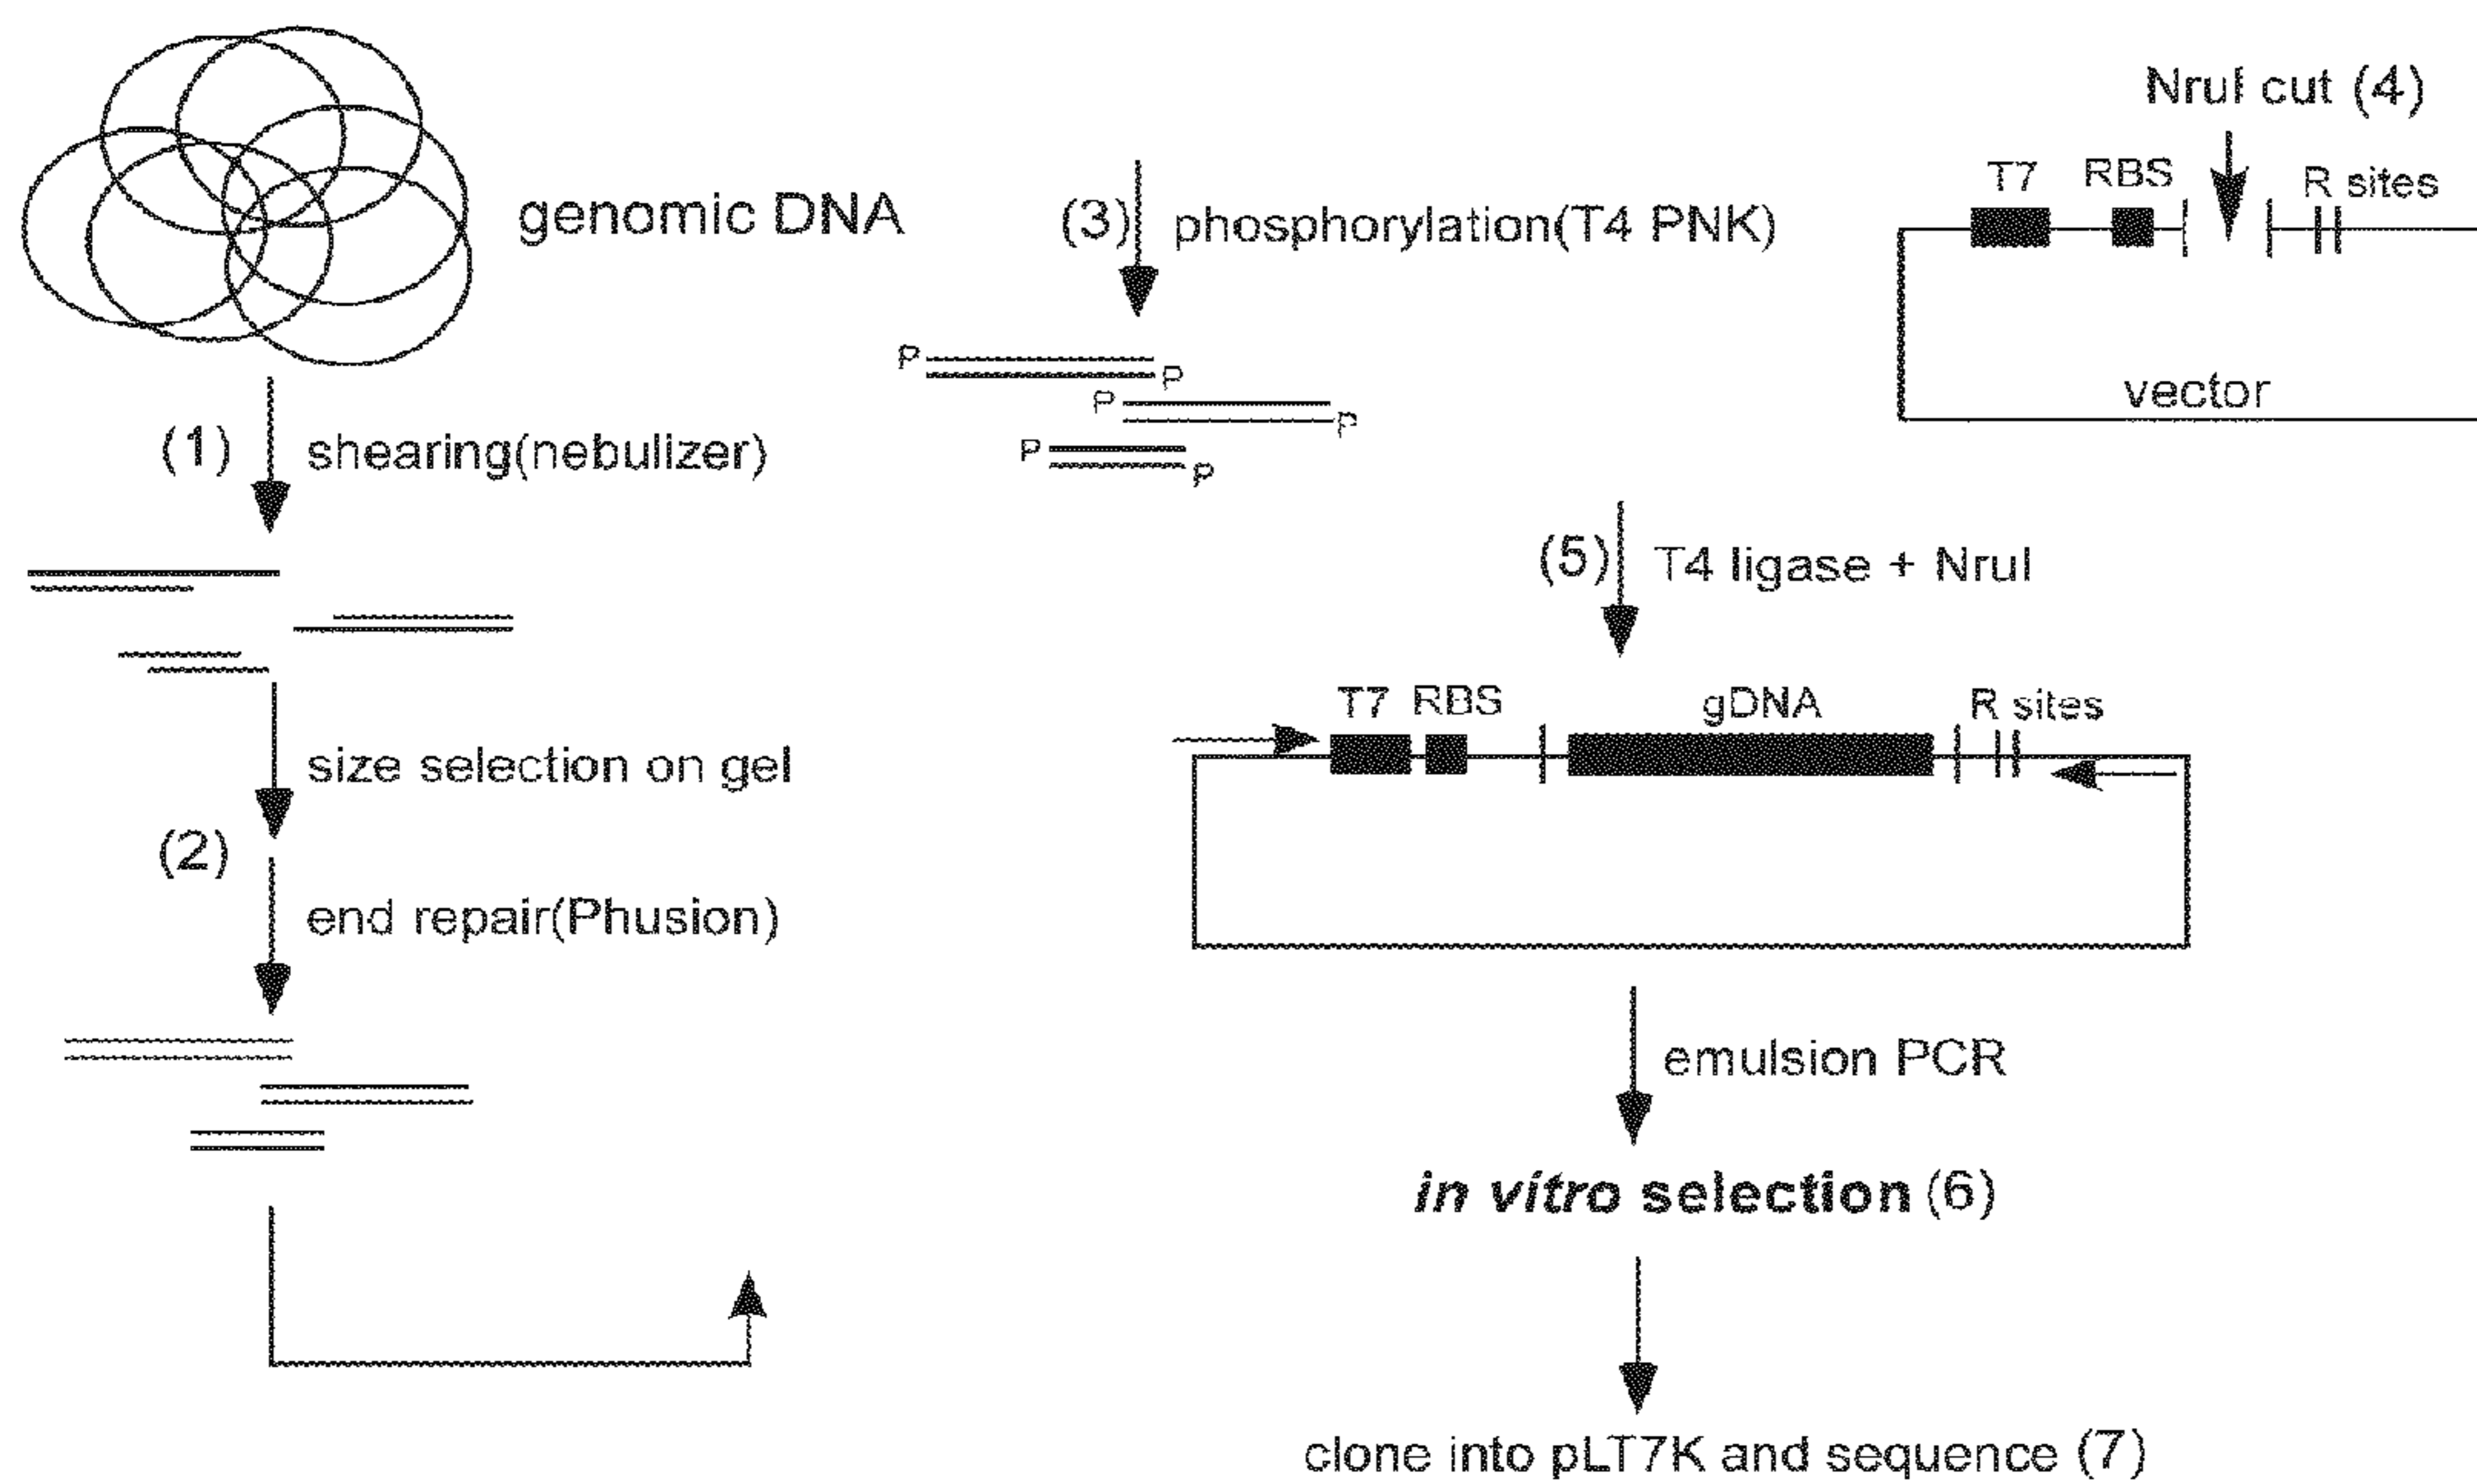 genomic DNA
(1) shearing(nebulizer)
size selection on gel
(2)
end repair(Phusion)
(3) phosphorylation(T4 PNK)
P
P
P
P
P
P
NruI cut (4)
T7 RBS R sites
vector
(5) T4 ligase + NruI
T7 RBS gDNA R sites
emulsion PCR
in vitro selection (6)
clone into pLT7K and sequence (7)